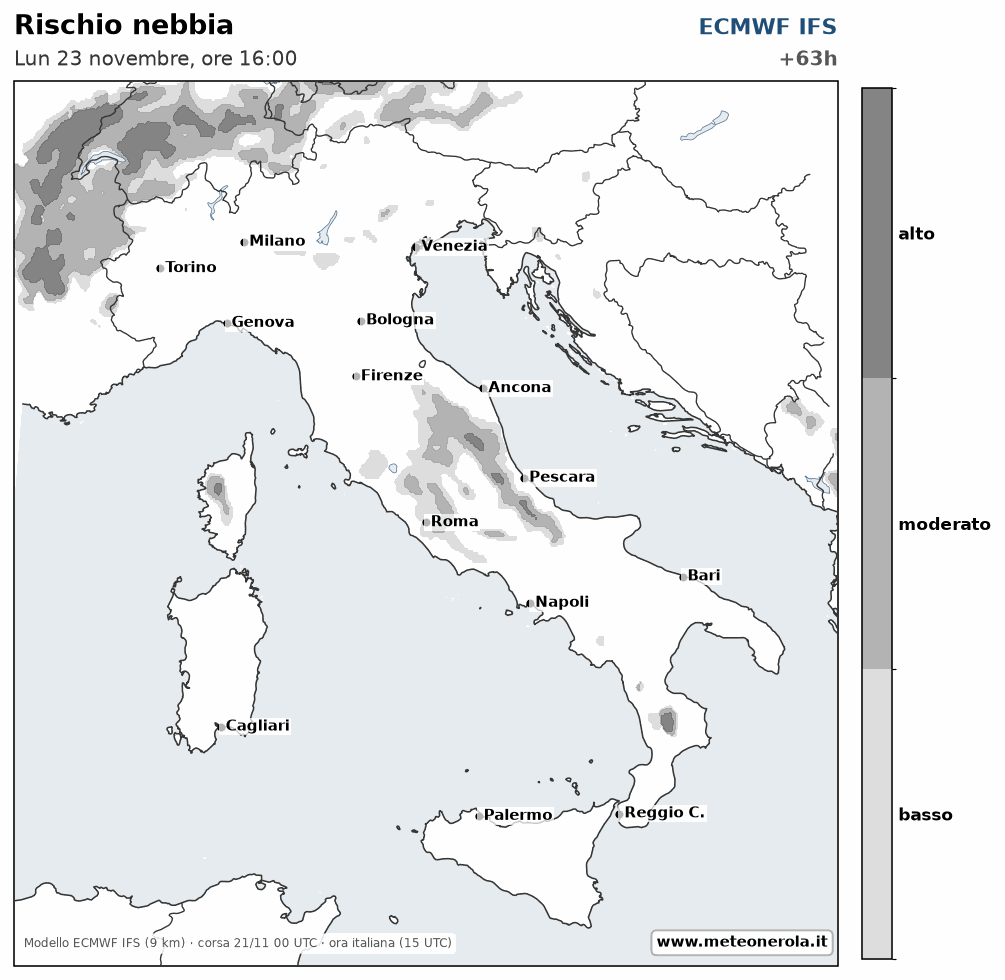 Rischio nebbia
ECMWF IFS
Lun 23 novembre, ore 16:00
+63h
alto
Milano
Venezia
Torino
Genova
Bologna
Firenze
Ancona
Pescara
Roma
moderato
Bari
Napoli
Cagliari
Palermo
Reggio C.
basso
Modello ECMWF IFS (9 km) · corsa 21/11 00 UTC · ora italiana (15 UTC)
www.meteonerola.it